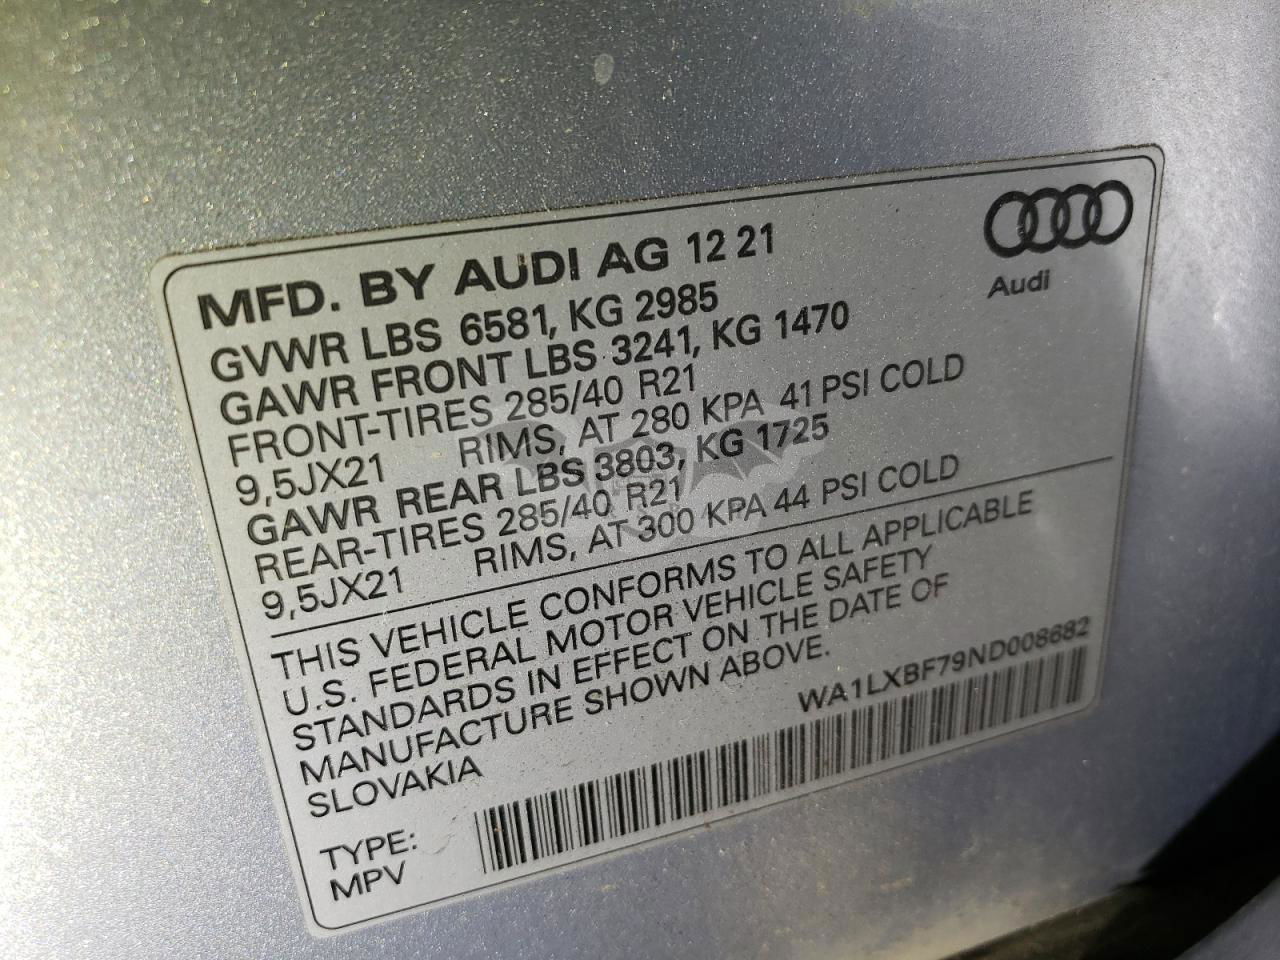 MFD. BY AUDI AG 12 21
GVWR LBS 6581, KG 2985
GAWR FRONT LBS 3241, KG 1470
FRONT-TIRES 285/40 R21
9,5JX21 RIMS, AT 280 KPA 41 PSI COLD
GAWR REAR LBS 3803, KG 1725
REAR-TIRES 285/40 R21
9,5JX21 RIMS, AT 300 KPA 44 PSI COLD
Audi
THIS VEHICLE CONFORMS TO ALL APPLICABLE
U.S. FEDERAL MOTOR VEHICLE SAFETY
STANDARDS IN EFFECT ON THE DATE OF
MANUFACTURE SHOWN ABOVE.
SLOVAKIA
WA1LXBF79ND008682
TYPE:
MPV